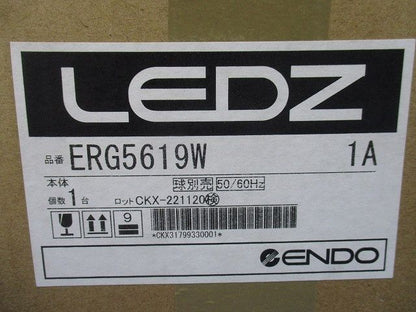 LEDZ
品番 ERG5619W 1A
本体 球別売 50/60Hz
個数 1 台 ロット CKX-221120 検
9
*CKX31799330001*
ENDO